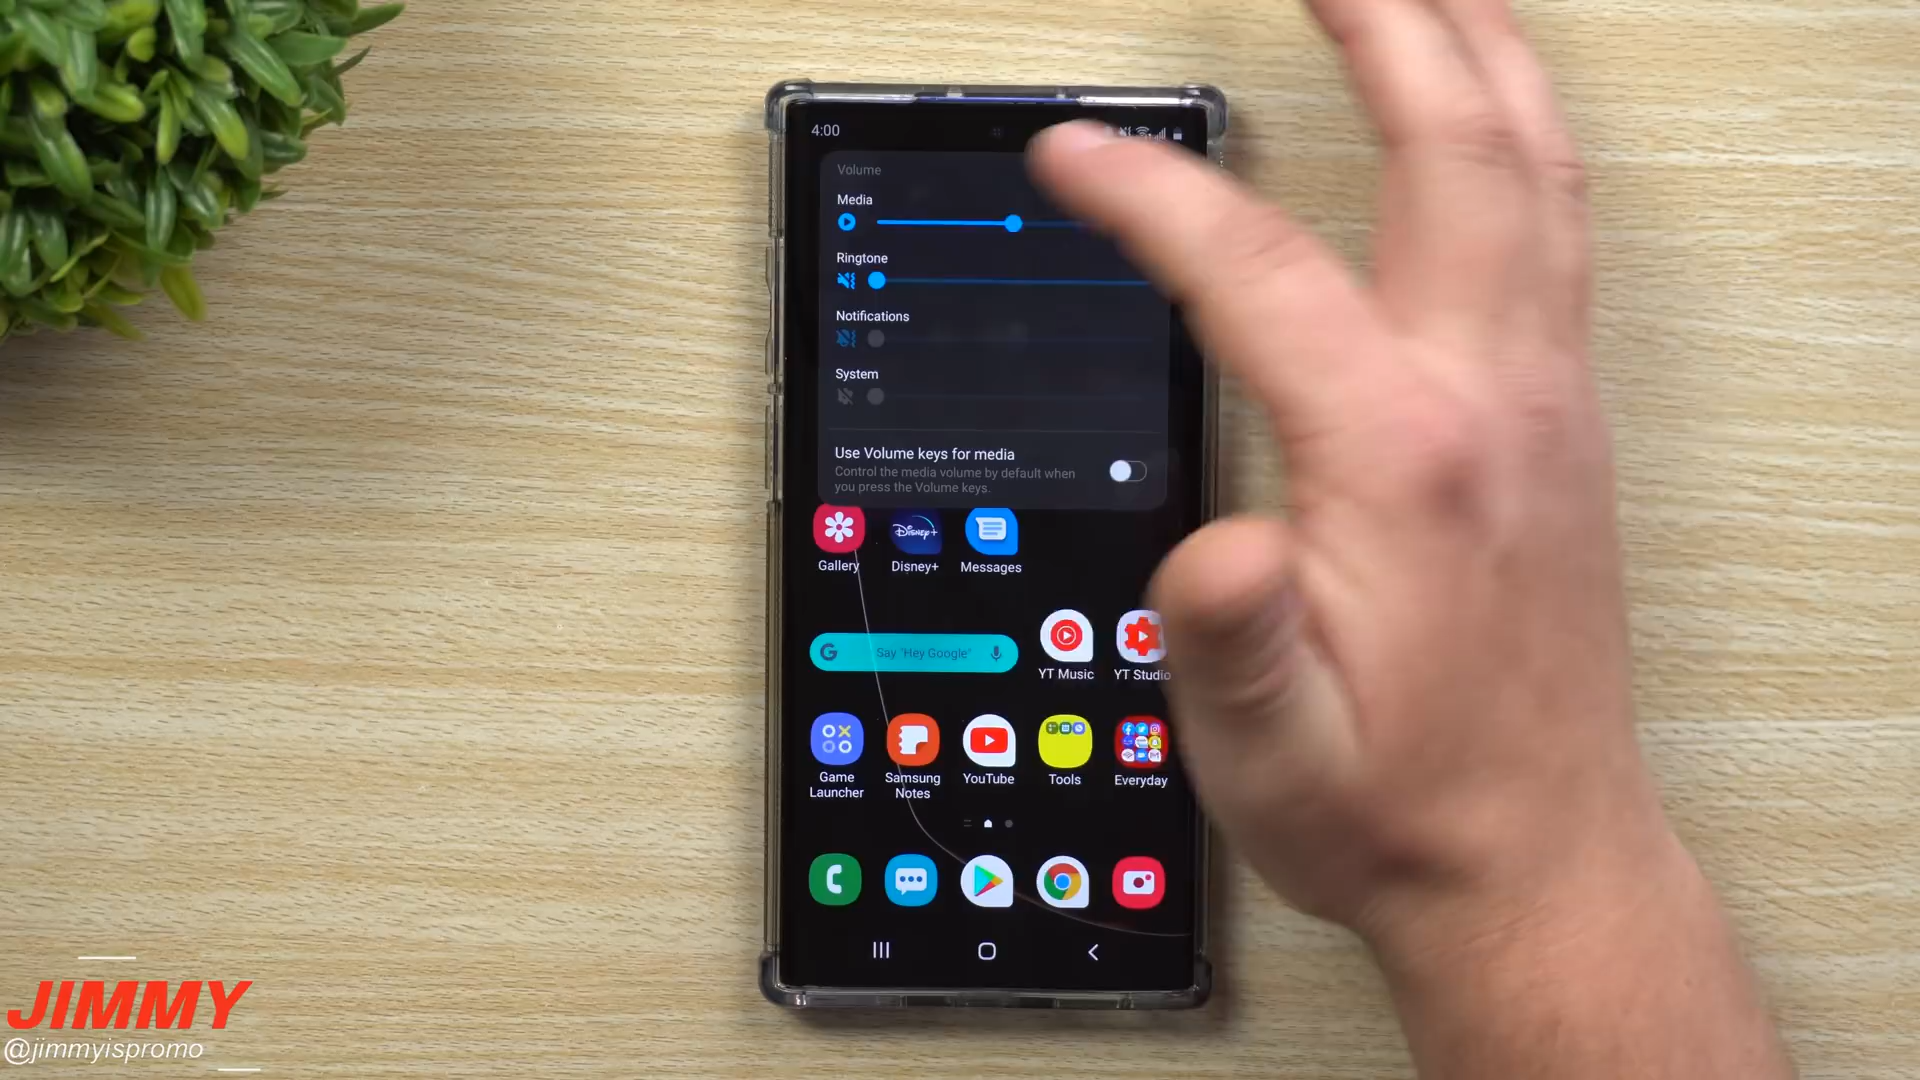 4:00
Volume
Media
Ringtone
Notifications
System
Use Volume keys for media
Control the media volume by default when
you press the Volume keys.
Gallery
Disney+
Disney+
Messages
Say "Hey Google"
YT Music
YT Studio
Game
Launcher
Samsung
Notes
YouTube
Tools
Everyday
JIMMY
@jimmyispromo